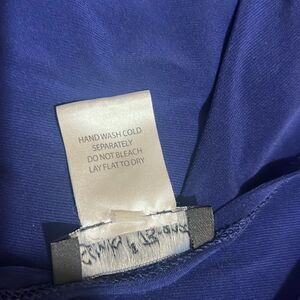 HAND WASH COLD
SEPARATELY
DO NOT BLEACH
LAY FLAT TO DRY